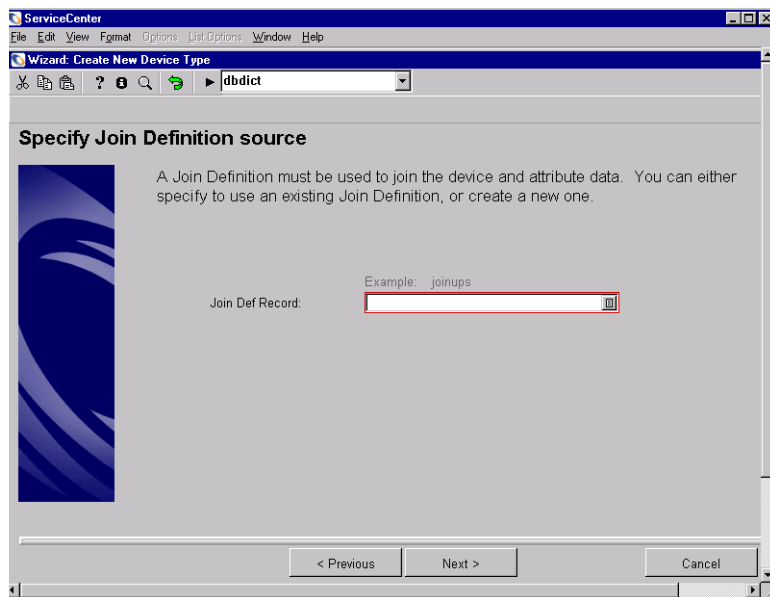 ServiceCenter
File Edit View Format Options List Options Window Help
Wizard: Create New Device Type
dbdict
Specify Join Definition source
A Join Definition must be used to join the device and attribute data. You can either
specify to use an existing Join Definition, or create a new one.
Example: joinups
Join Def Record:
< Previous Next > Cancel